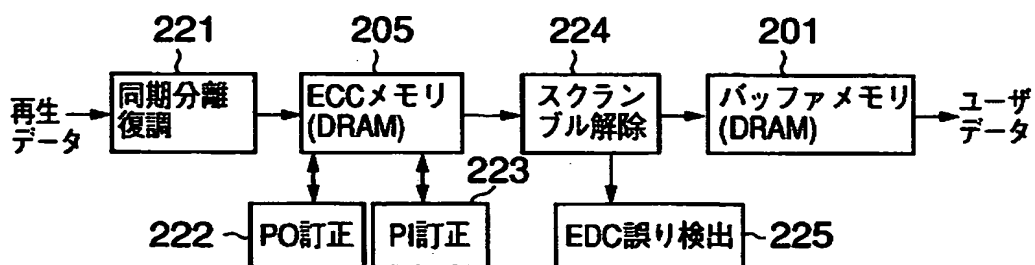 221
205
224
201
再生
データ
同期分離
復調
ECCメモリ
(DRAM)
スクラン
ブル解除
バッファメモリ
(DRAM)
ユーザ
データ
223
222
PO訂正
PI訂正
EDC誤り検出
225